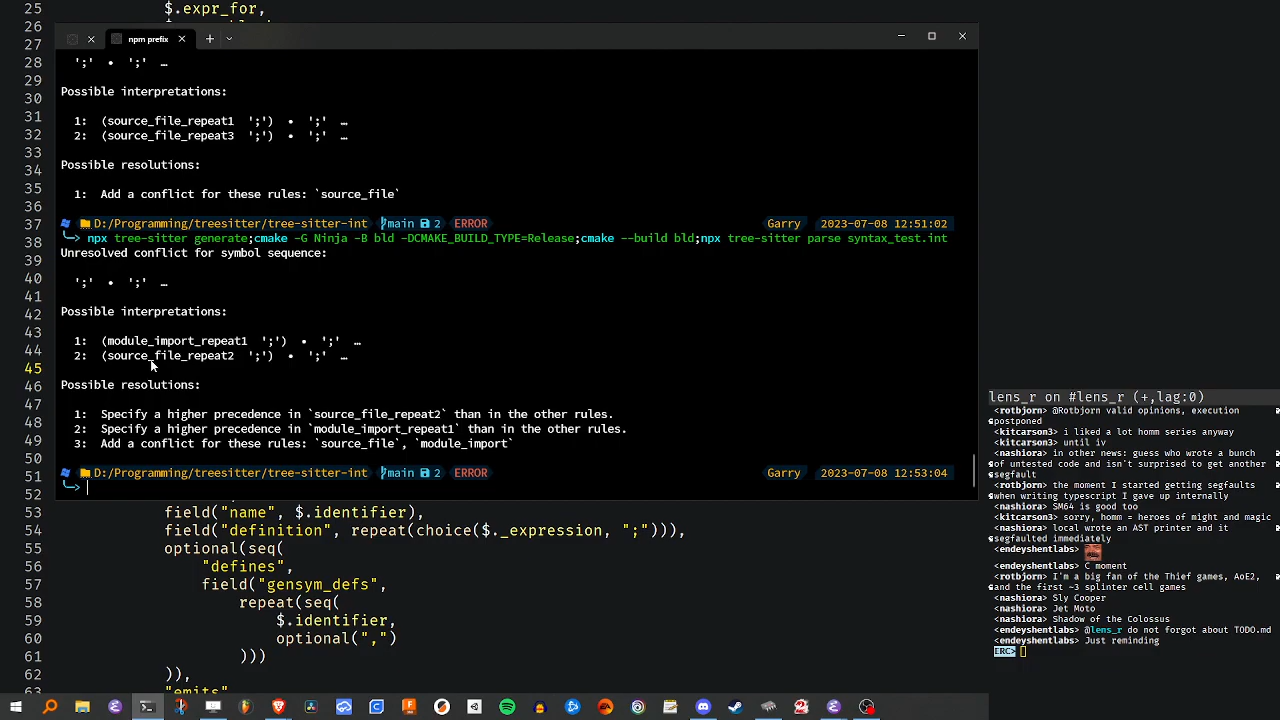 25 $.expr_for,
26
27
28
29
30
31
32
33
34
35
36
37
38
39
40
41
42
43
44
45
46
47
48
49
50
51
52
53 field("name", $.identifier),
54 field("definition", repeat(choice($._expression, ";"))),
55 optional(seq(
56 "defines",
57 field("gensym_defs",
58 repeat(seq(
59 $.identifier,
60 optional(",")
61 )))
62 )),
63 "emits"
npm prefix
';' • ';' …
Possible interpretations:
1: (source_file_repeat1 ';') • ';' …
2: (source_file_repeat3 ';') • ';' …
Possible resolutions:
1: Add a conflict for these rules: `source_file`
D:/Programming/treesitter/tree-sitter-int main 2 ERROR Garry 2023-07-08 12:51:02
npx tree-sitter generate;cmake -G Ninja -B bld -DCMAKE_BUILD_TYPE=Release;cmake --build bld;npx tree-sitter parse syntax_test.int
Unresolved conflict for symbol sequence:
';' • ';' …
Possible interpretations:
1: (module_import_repeat1 ';') • ';' …
2: (source_file_repeat2 ';') • ';' …
Possible resolutions:
1: Specify a higher precedence in `source_file_repeat2` than in the other rules.
2: Specify a higher precedence in `module_import_repeat1` than in the other rules.
3: Add a conflict for these rules: `source_file`, `module_import`
D:/Programming/treesitter/tree-sitter-int main 2 ERROR Garry 2023-07-08 12:53:04
lens_r on #lens_r (+,lag:0)
<rotbjorn> @Rotbjorn valid opinions, execution
postponed
<kitcarson3> i liked a lot homm series anyway
<kitcarson3> until iv
<nashiora> in other news: guess who wrote a bunch
of untested code and isn't surprised to get another
segfault
<rotbjorn> the moment I started getting segfaults
when writing typescript I gave up internally
<nashiora> SM64 is good too
<kitcarson3> sorry, homm = heroes of might and magic
<nashiora> local wrote an AST printer and it
segfaulted immediately
<endeyshentlabs>
<endeyshentlabs> C moment
<rotbjorn> I'm a big fan of the Thief games, AoE2,
and the first ~3 splinter cell games
<nashiora> Sly Cooper
<nashiora> Jet Moto
<nashiora> Shadow of the Colossus
<endeyshentlabs> @lens_r do not forgot about TODO.md
<endeyshentlabs> Just reminding
ERC>